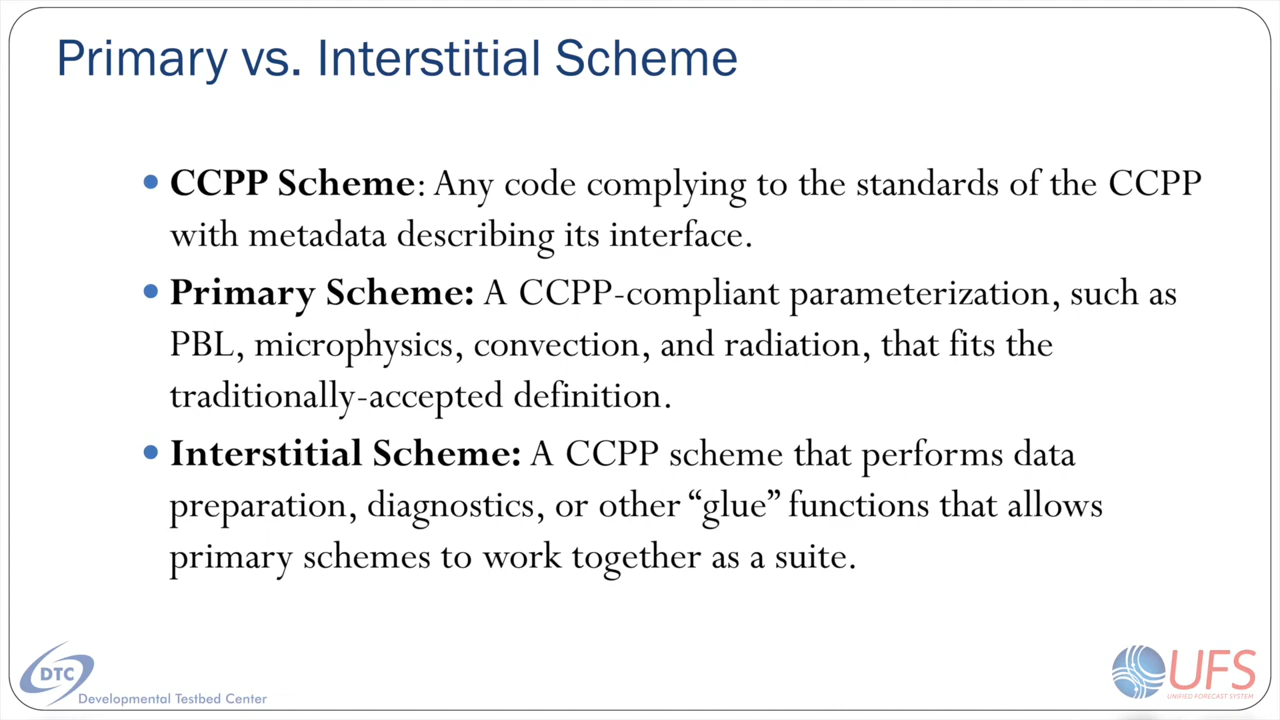 Primary vs. Interstitial Scheme
• CCPP Scheme: Any code complying to the standards of the CCPP
with metadata describing its interface.
• Primary Scheme: A CCPP-compliant parameterization, such as
PBL, microphysics, convection, and radiation, that fits the
traditionally-accepted definition.
• Interstitial Scheme: A CCPP scheme that performs data
preparation, diagnostics, or other “glue” functions that allows
primary schemes to work together as a suite.
DTC
Developmental Testbed Center
UFS
UNIFIED FORECAST SYSTEM